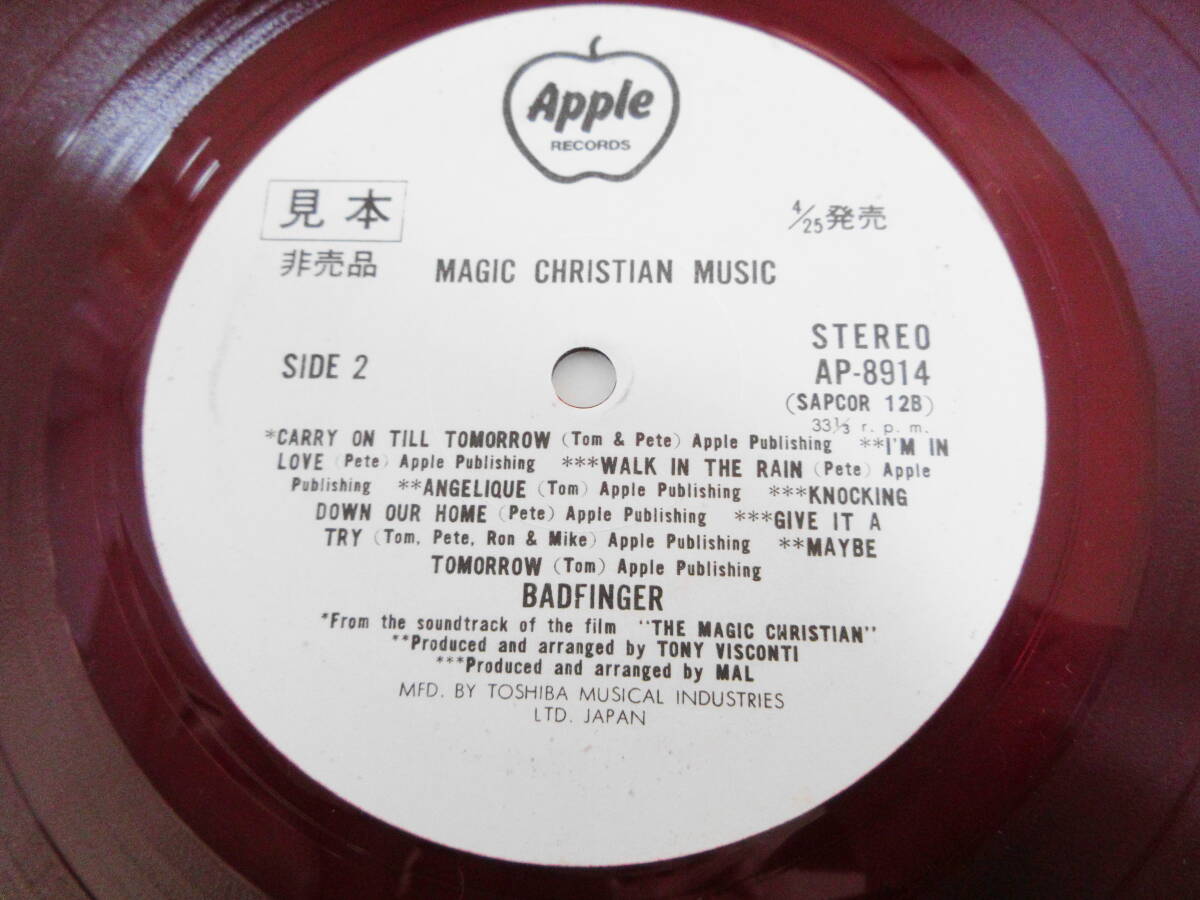 Apple
RECORDS
見本
4/25発売
非売品
MAGIC CHRISTIAN MUSIC
STEREO
SIDE 2
AP-8914
(SAPCOR 12B)
33⅓ r.p.m.
*CARRY ON TILL TOMORROW (Tom & Pete) Apple Publishing **I'M IN
LOVE (Pete) Apple Publishing ***WALK IN THE RAIN (Pete) Apple
Publishing **ANGELIQUE (Tom) Apple Publishing ***KNOCKING
DOWN OUR HOME (Pete) Apple Publishing ***GIVE IT A
TRY (Tom, Pete, Ron & Mike) Apple Publishing **MAYBE
TOMORROW (Tom) Apple Publishing
BADFINGER
*From the soundtrack of the film "THE MAGIC CHRISTIAN"
**Produced and arranged by TONY VISCONTI
***Produced and arranged by MAL
MFD. BY TOSHIBA MUSICAL INDUSTRIES
LTD. JAPAN